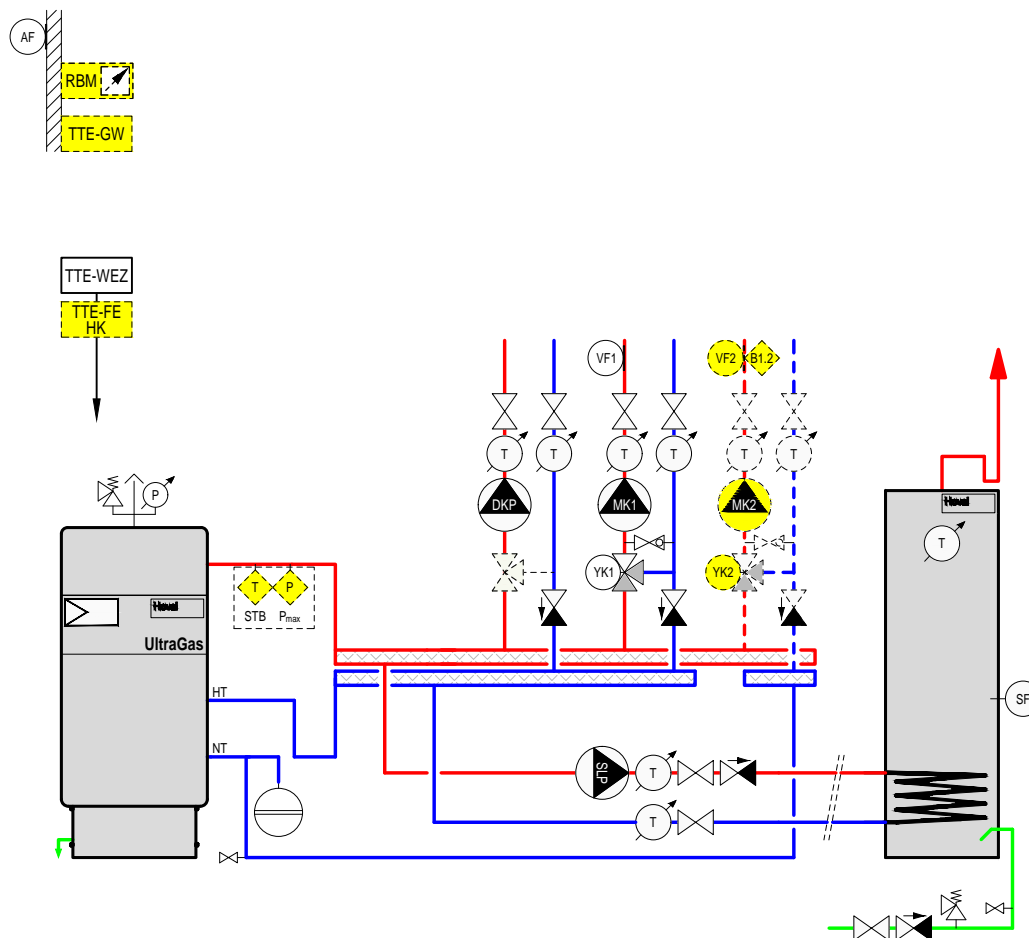 AF
RBM
TTE-GW
TTE-WEZ
TTE-FE
HK
VF1
VF2
B1.2
T
T
T
T
T
T
P
DKP
MK1
MK2
T
YK1
YK2
T
P
STB
Pmax
Hoval
Hoval
UltraGas
HT
NT
SF
SLP
T
T